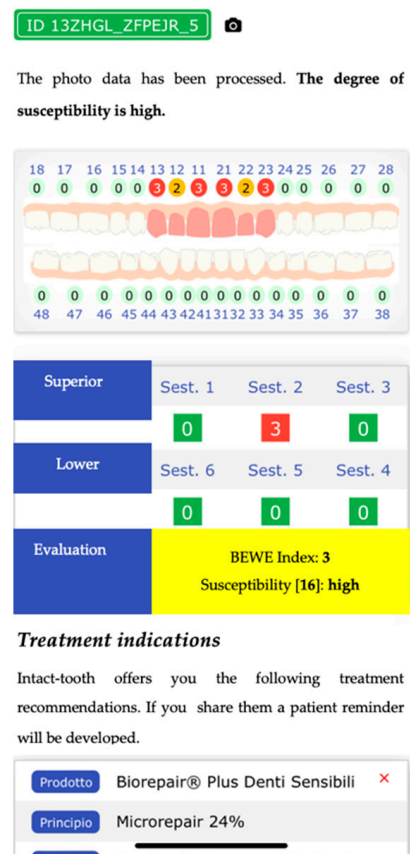 ID 13ZHGL_ZFPEJR_5
The photo data has been processed. The degree of
susceptibility is high.
18 17 16 15 14 13 12 11 21 22 23 24 25 26 27 28
0 0 0 0 0 3 2 3 3 2 3 0 0 0 0 0
0 0 0 0 0 0 0 0 0 0 0 0 0 0 0 0
48 47 46 45 44 43 42 41 31 32 33 34 35 36 37 38
Superior Sest. 1 Sest. 2 Sest. 3
0 3 0
Lower Sest. 6 Sest. 5 Sest. 4
0 0 0
Evaluation BEWE Index: 3
Susceptibility [16]: high
Treatment indications
Intact-tooth offers you the following treatment
recommendations. If you share them a patient reminder
will be developed.
Prodotto Biorepair® Plus Denti Sensibili ×
Principio Microrepair 24%